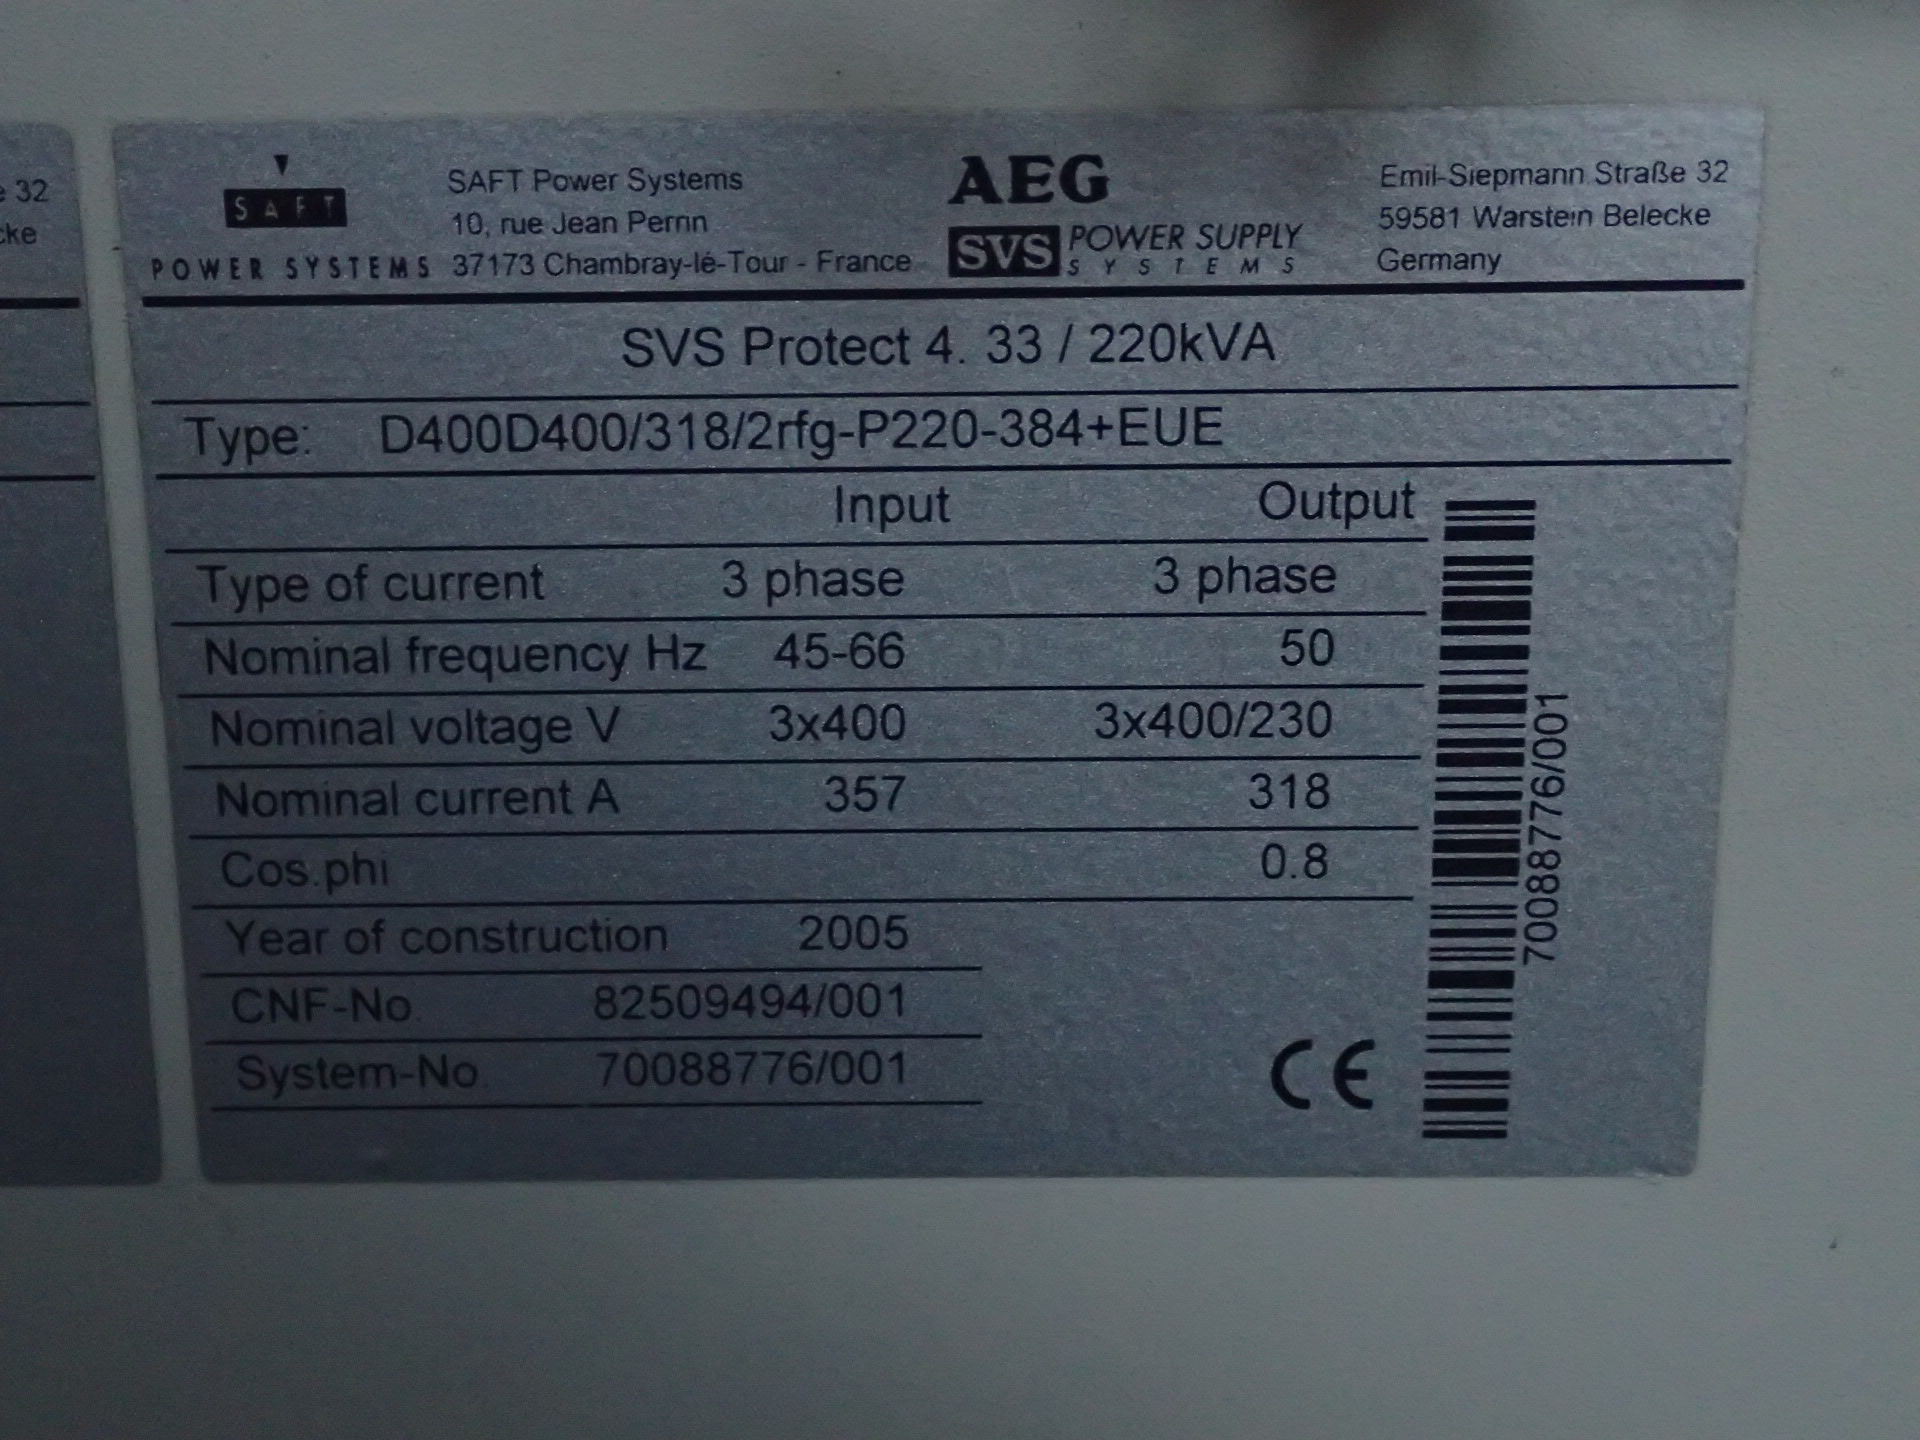 e 32
cke
SAFT
POWER SYSTEMS
SAFT Power Systems
10, rue Jean Perrin
37173 Chambray-lé-Tour - France
AEG
SVS POWER SUPPLY
SYSTEMS
Emil-Siepmann Straße 32
59581 Warstein Belecke
Germany
SVS Protect 4. 33 / 220kVA
Type: D400D400/318/2rfg-P220-384+EUE
Input Output
Type of current 3 phase 3 phase
Nominal frequency Hz 45-66 50
Nominal voltage V 3x400 3x400/230
Nominal current A 357 318
Cos.phi 0.8
Year of construction 2005
CNF-No. 82509494/001
System-No. 70088776/001
CE
70088776/001